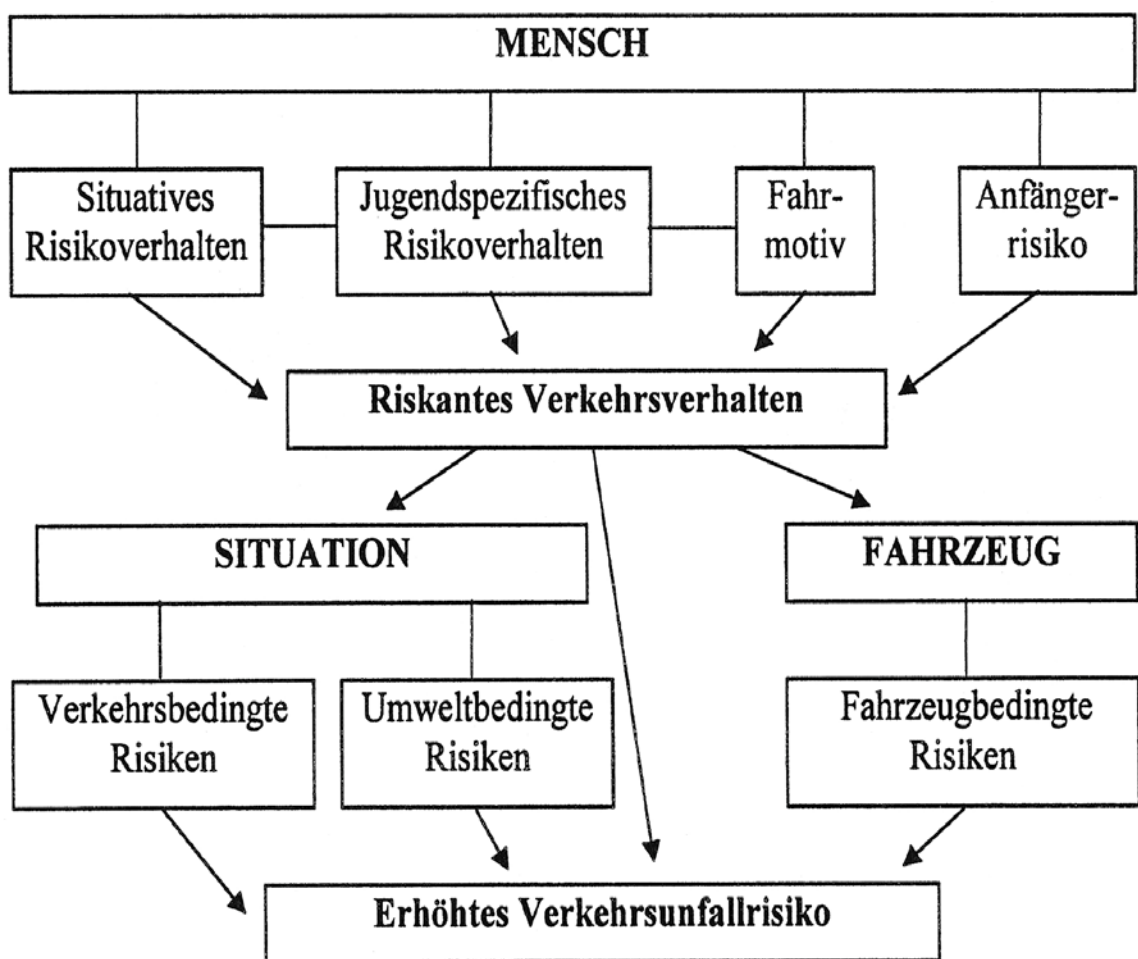 MENSCH
Situatives
Risikoverhalten
Jugendspezifisches
Risikoverhalten
Fahr-
motiv
Anfänger-
risiko
Riskantes Verkehrsverhalten
SITUATION
FAHRZEUG
Verkehrsbedingte
Risiken
Umweltbedingte
Risiken
Fahrzeugbedingte
Risiken
Erhöhtes Verkehrsunfallrisiko